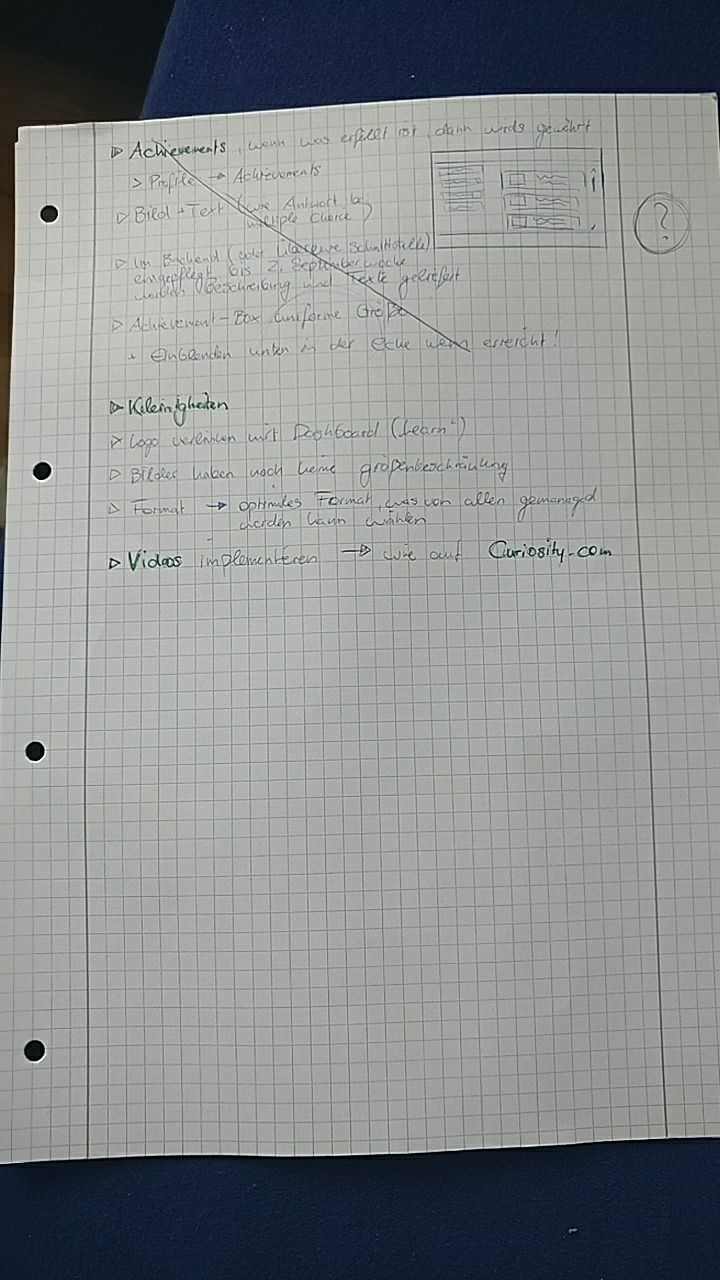 ▷ Achievements, wenn was erfüllt ist, dann wirds gewährt
> Profile → Achievements
▷ Bild + Text (wie Antwort bei
multiple choice)
?
▷ Im Backend (oder Schnittstelle)
eingepflegt, bis 2. Septemberwoche
Beschreibung und Texte geliefert
▷ Achievement-Box uniforme Größe
+ Einblenden unten in der Ecke wenn erreicht!
▷ Kleinigkeiten
▷ Logo verlinken mit Dashboard ("Learn")
▷ Bilder haben noch keine größenbeschränkung
▷ Format → optimales Format, was von allen gemanaged
werden kann wählen
▷ Videos implementieren → wie auf Curiosity.com